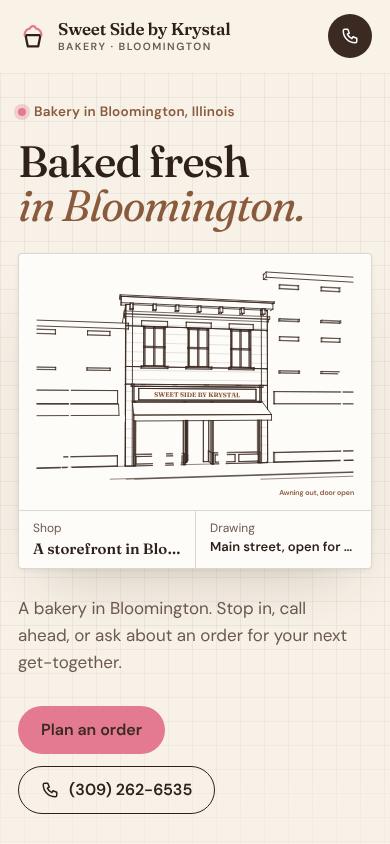 Sweet Side by Krystal
BAKERY · BLOOMINGTON
Bakery in Bloomington, Illinois
Baked fresh
in Bloomington.
SWEET SIDE BY KRYSTAL
Awning out, door open
Shop
A storefront in Blo...
Drawing
Main street, open for ...
A bakery in Bloomington. Stop in, call
ahead, or ask about an order for your next
get-together.
Plan an order
(309) 262-6535